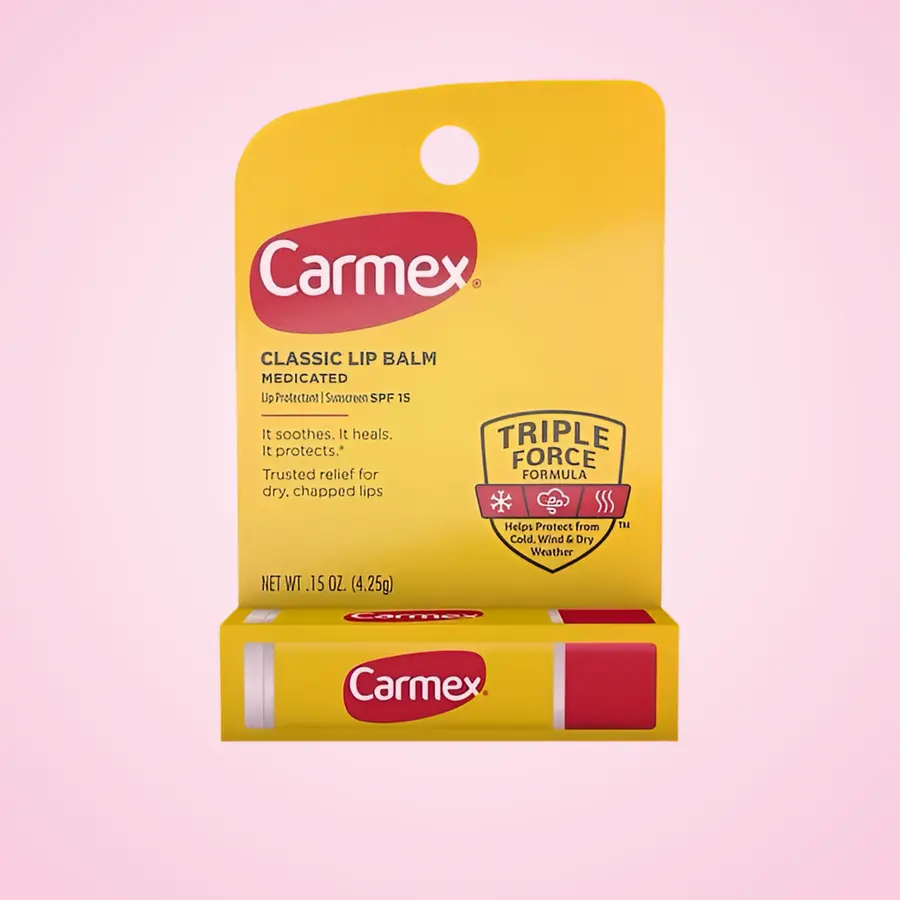 Carmex®
CLASSIC LIP BALM
MEDICATED
Lip Protectant | Sunscreen SPF 15
It soothes. It heals.
It protects.*
Trusted relief for
dry, chapped lips
TRIPLE
FORCE
FORMULA
Helps Protect from
Cold, Wind & Dry
Weather
TM
NET WT .15 OZ. (4.25g)
Carmex
Carmex®